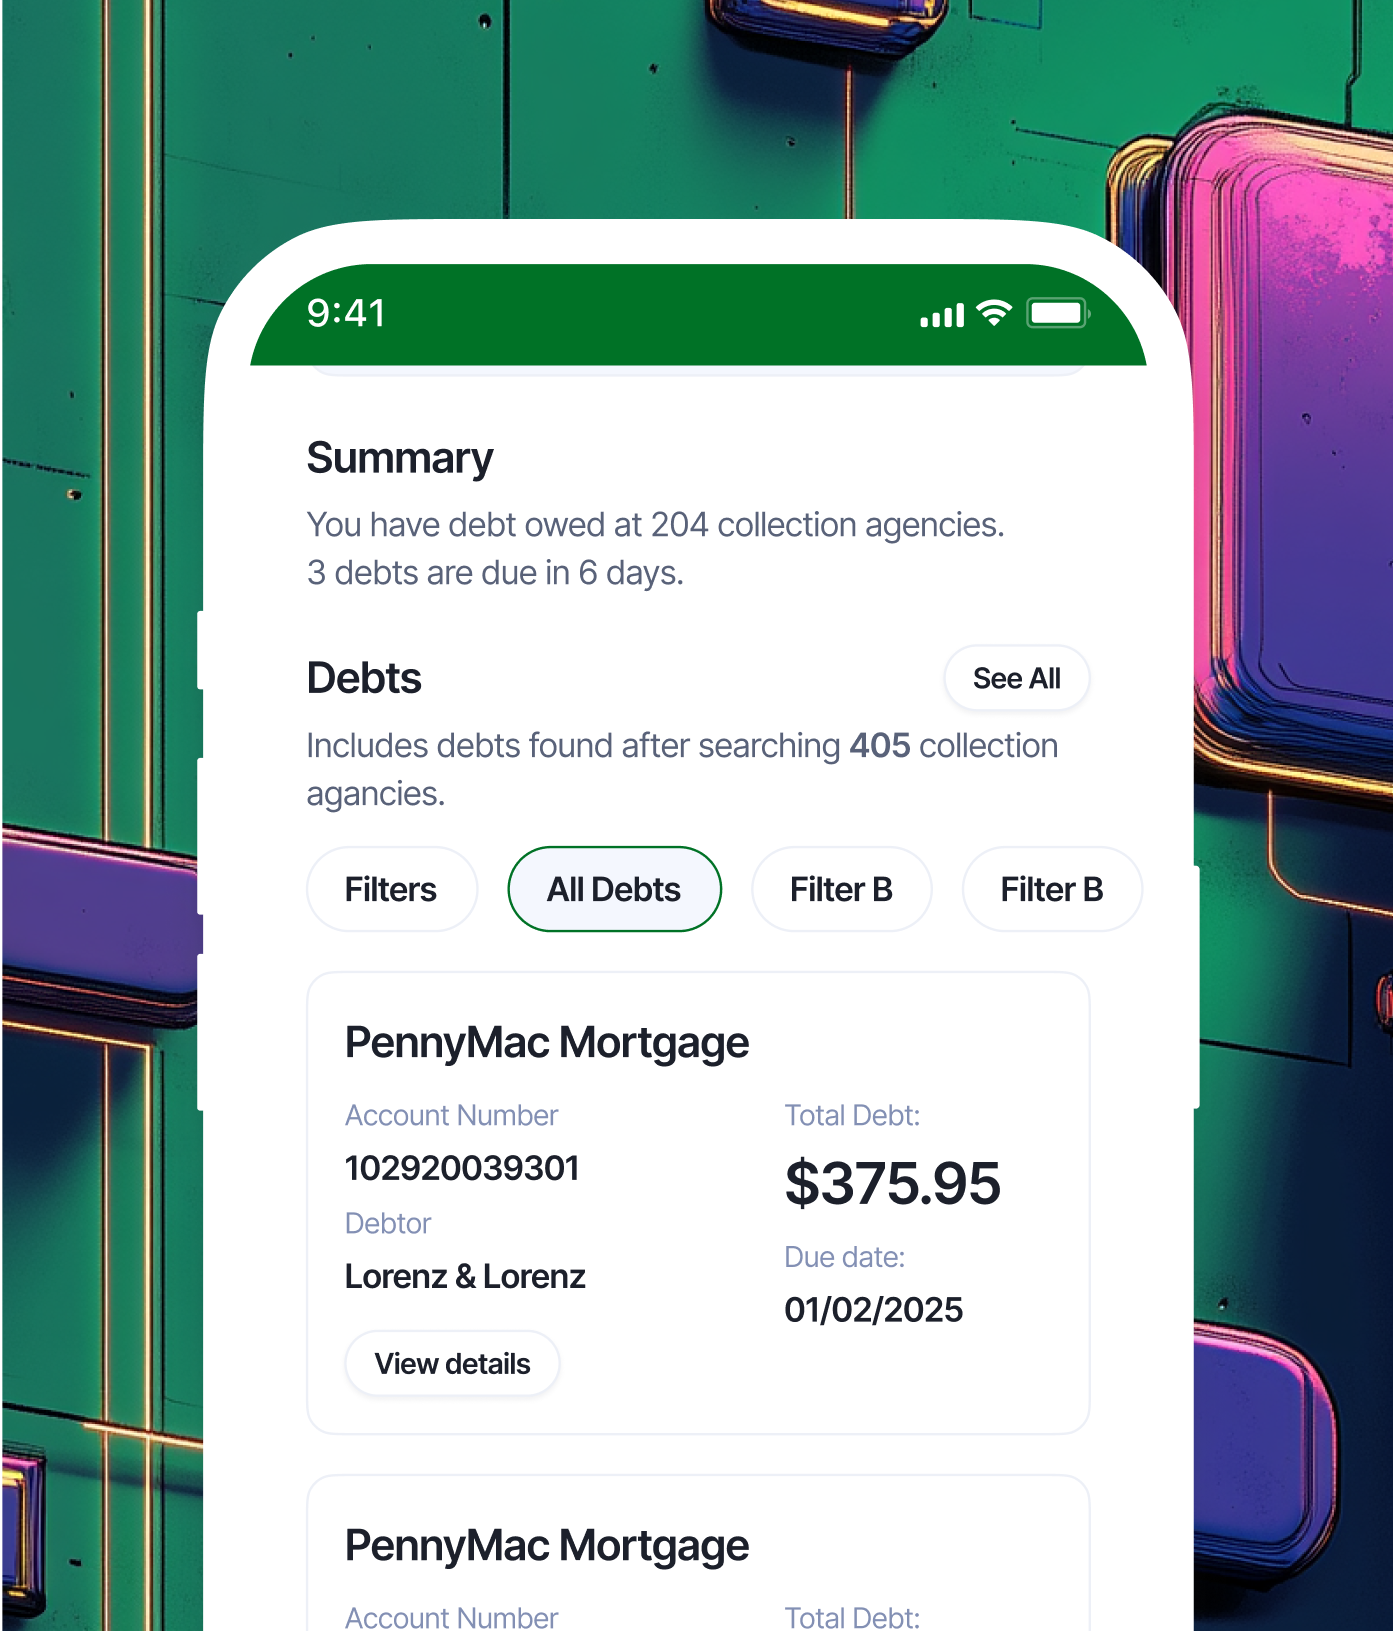 9:41
Summary
You have debt owed at 204 collection agencies.
3 debts are due in 6 days.
Debts
See All
Includes debts found after searching 405 collection
agancies.
Filters
All Debts
Filter B
Filter B
PennyMac Mortgage
Account Number
102920039301
Debtor
Lorenz & Lorenz
Total Debt:
$375.95
Due date:
01/02/2025
View details
PennyMac Mortgage
Account Number
Total Debt: